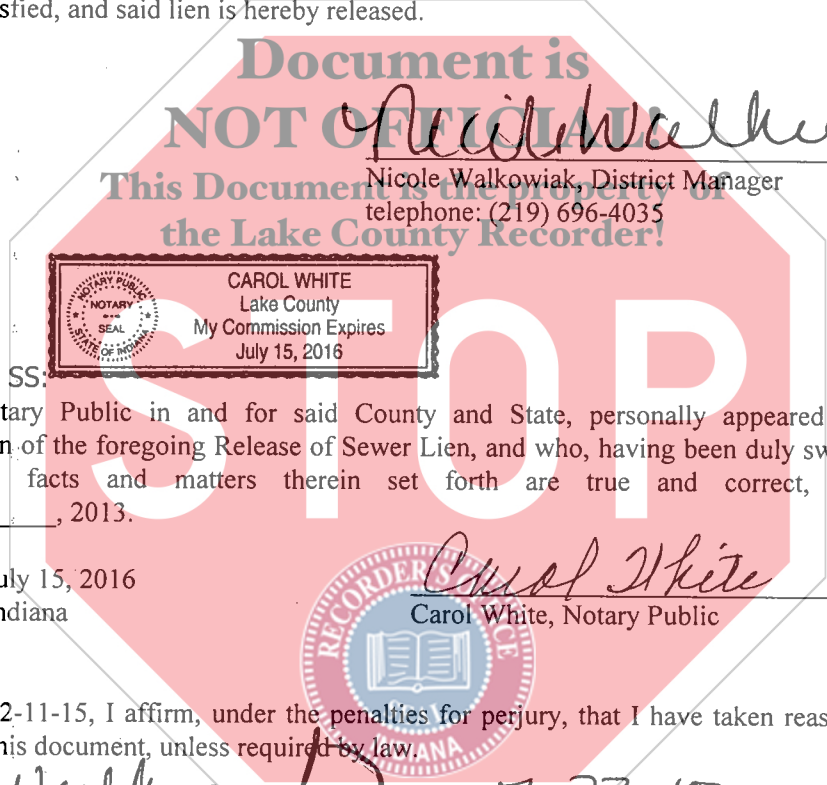 sfied, and said lien is hereby released.
Document is
NOT OFFICIAL!
This Document is the property of
the Lake County Recorder!
Nicole Walkowiak, District Manager
telephone: (219) 696-4035
NOTARY PUBLIC
NOTARY
SEAL
STATE OF INDIANA
CAROL WHITE
Lake County
My Commission Expires
July 15, 2016
STOP
SS:
tary Public in and for said County and State, personally appeared
n of the foregoing Release of Sewer Lien, and who, having been duly sw
facts and matters therein set forth are true and correct,
, 2013.
Carol White
uly 15, 2016
ndiana
Carol White, Notary Public
RECORDER'S OFFICE
SEAL
INDIANA
2-11-15, I affirm, under the penalties for perjury, that I have taken reas
his document, unless required by law.